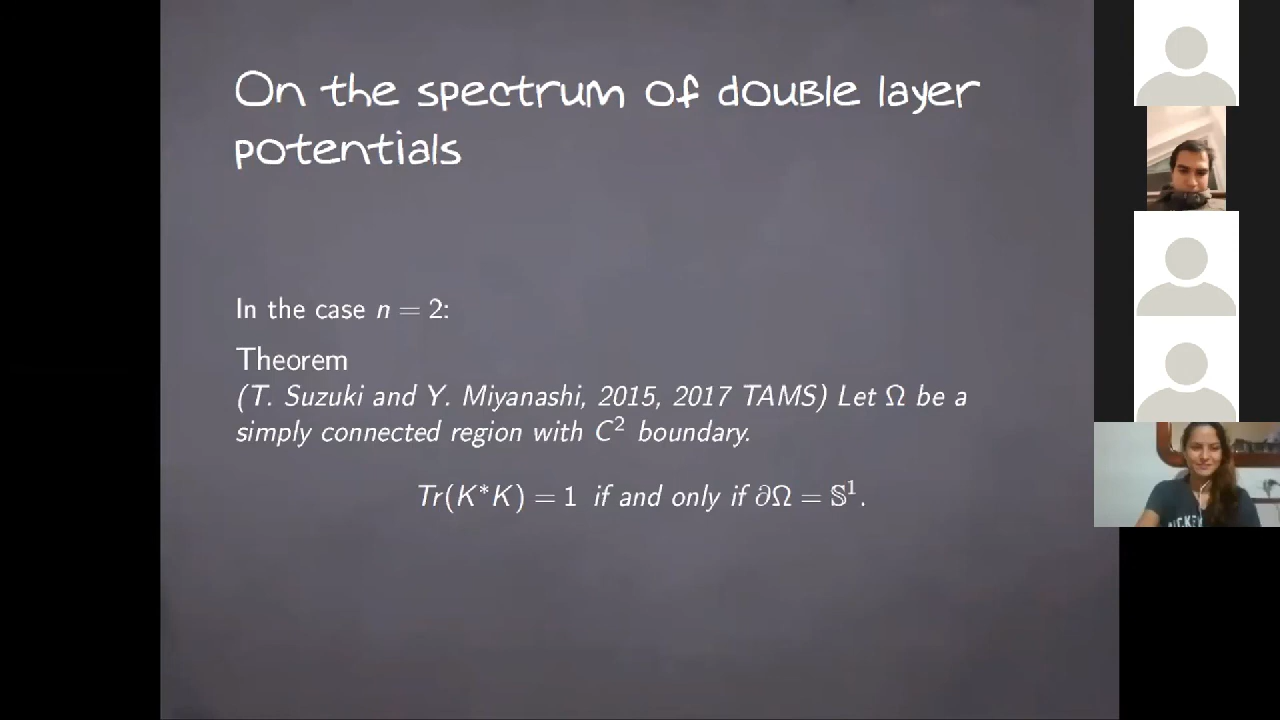 On the spectrum of double layer
potentials
In the case n = 2:
Theorem
(T. Suzuki and Y. Miyanashi, 2015, 2017 TAMS) Let Ω be a
simply connected region with C² boundary.
Tr(K*K) = 1 if and only if ∂Ω = 𝕊¹.